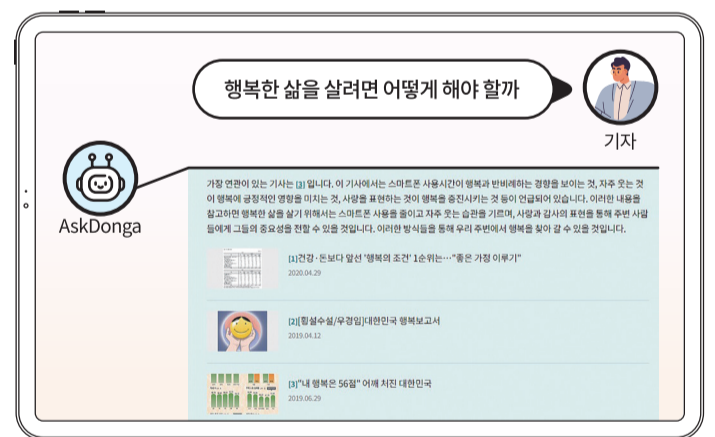 행복한 삶을 살려면 어떻게 해야 할까
기자
AskDonga
가장 연관이 있는 기사는 [3] 입니다. 이 기사에서는 스마트폰 사용시간이 행복과 반비례하는 경향을 보이는 것, 자주 웃는 것
이 행복에 긍정적인 영향을 미치는 것, 사랑을 표현하는 것이 행복을 증진시키는 것 등이 언급되어 있습니다. 이러한 내용을
참고하면 행복한 삶을 살기 위해서는 스마트폰 사용을 줄이고 자주 웃는 습관을 기르며, 사랑과 감사의 표현을 통해 주변 사람
들에게 그들의 중요성을 전할 수 있을 것입니다. 이러한 방식들을 통해 우리 주변에서 행복을 찾아 갈 수 있을 것입니다.
[1]건강·돈보다 앞선 '행복의 조건' 1순위는…"좋은 가정 이루기"
2020.04.29
[2][횡설수설/우경임]대한민국 행복보고서
2019.04.12
[3]"내 행복은 56점" 어깨 처진 대한민국
2019.06.29